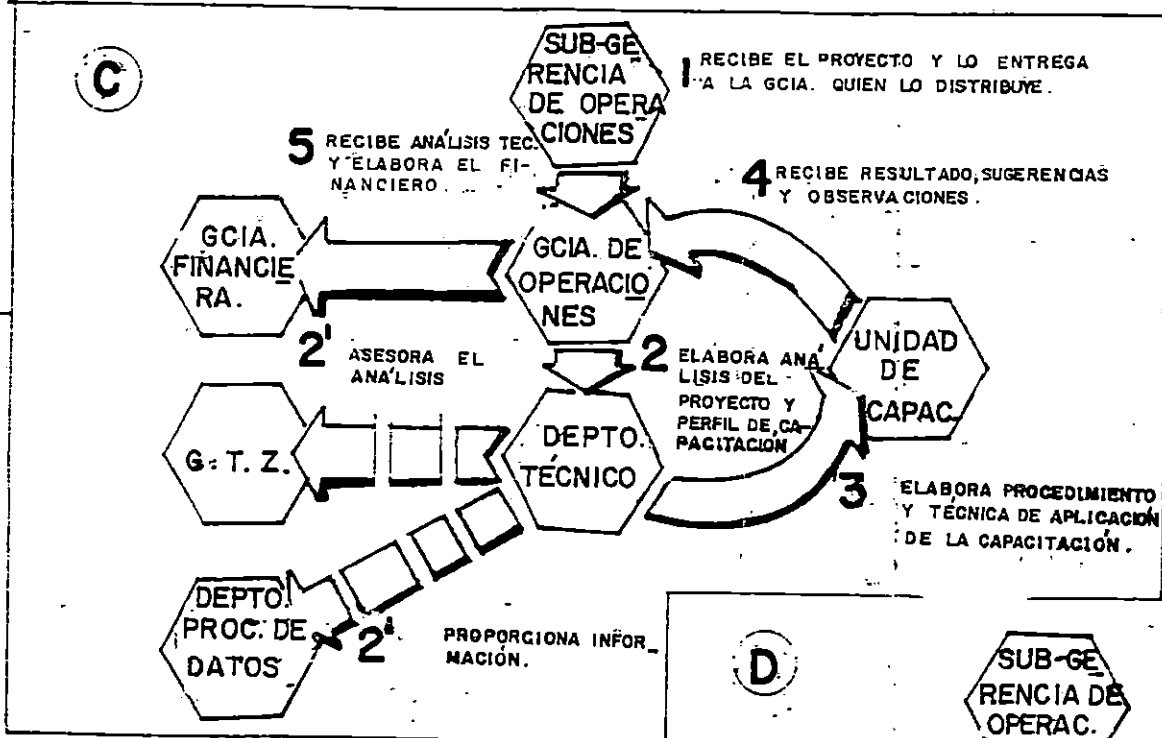 C
SUB-GE
RENCIA
DE OPERA
CIONES
1 RECIBE EL PROYECTO Y LO ENTREGA
A LA GCIA. QUIEN LO DISTRIBUYE.
5 RECIBE ANÁLISIS TEC.
Y ELABORA EL FI-
NANCIERO.
4 RECIBE RESULTADO, SUGERENCIAS
Y OBSERVACIONES.
GCIA.
FINANCIE
RA.
GCIA. DE
OPERACIO
NES
UNIDAD
DE
CAPAC.
2' ASESORA EL
ANÁLISIS
2 ELABORA ANÁ
LISIS DEL
PROYECTO Y
PERFIL DE CA-
PACITACIÓN
G. T. Z.
DEPTO.
TÉCNICO
3 ELABORA PROCEDIMIENTO
Y TÉCNICA DE APLICACIÓN
DE LA CAPACITACIÓN.
DEPTO.
PROC. DE
DATOS
2" PROPORCIONA INFOR_
MACIÓN.
D
SUB-GE
RENCIA DE
OPERAC.